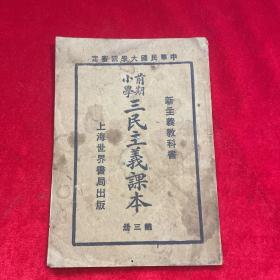 中華民國大學院審定
新主義教科書
前期
小學
三民主義課本
第三冊
上海世界書局出版